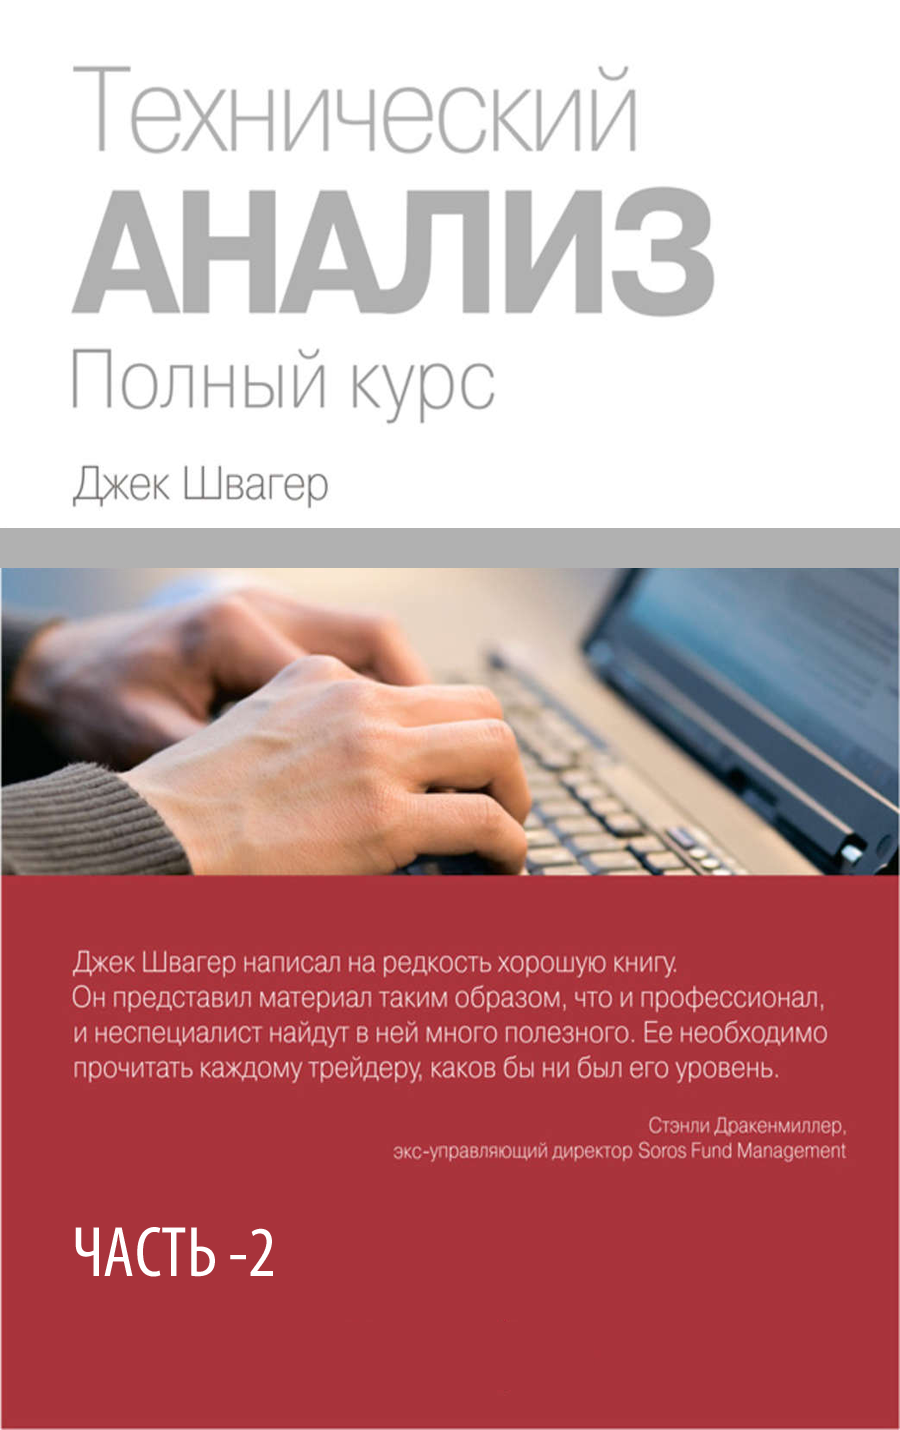 Технический
АНАЛИЗ
Полный курс
Джек Швагер
Джек Швагер написал на редкость хорошую книгу.
Он представил материал таким образом, что и профессионал,
и неспециалист найдут в ней много полезного. Ее необходимо
прочитать каждому трейдеру, каков бы ни был его уровень.
Стэнли Дракенмиллер,
экс-управляющий директор Soros Fund Management
ЧАСТЬ -2